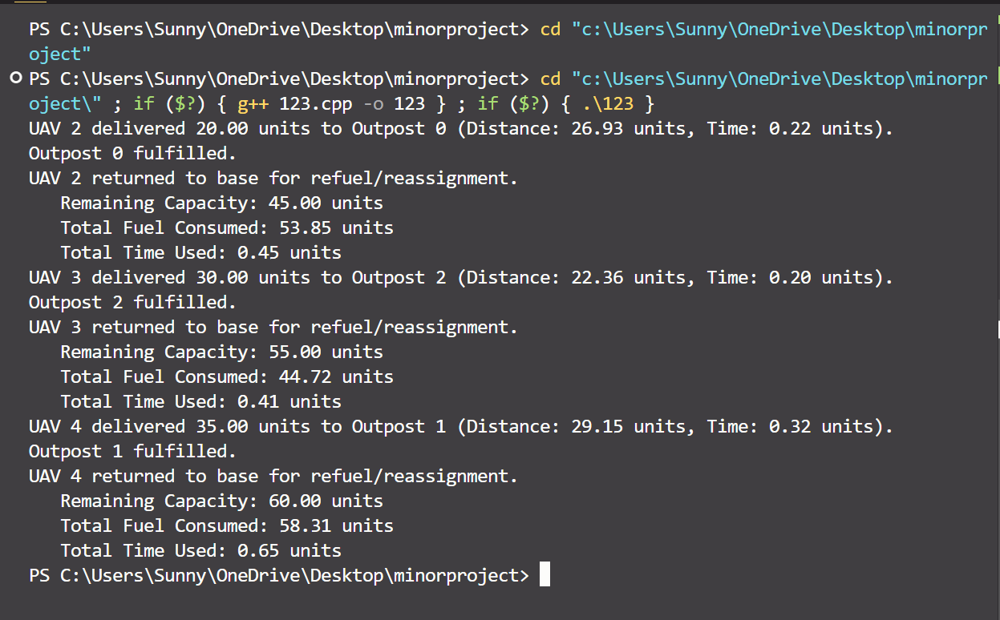 PS C:\Users\Sunny\OneDrive\Desktop\minorproject> cd "c:\Users\Sunny\OneDrive\Desktop\minorpr
oject"
PS C:\Users\Sunny\OneDrive\Desktop\minorproject> cd "c:\Users\Sunny\OneDrive\Desktop\minorpr
oject\" ; if ($?) { g++ 123.cpp -o 123 } ; if ($?) { .\123 }
UAV 2 delivered 20.00 units to Outpost 0 (Distance: 26.93 units, Time: 0.22 units).
Outpost 0 fulfilled.
UAV 2 returned to base for refuel/reassignment.
   Remaining Capacity: 45.00 units
   Total Fuel Consumed: 53.85 units
   Total Time Used: 0.45 units
UAV 3 delivered 30.00 units to Outpost 2 (Distance: 22.36 units, Time: 0.20 units).
Outpost 2 fulfilled.
UAV 3 returned to base for refuel/reassignment.
   Remaining Capacity: 55.00 units
   Total Fuel Consumed: 44.72 units
   Total Time Used: 0.41 units
UAV 4 delivered 35.00 units to Outpost 1 (Distance: 29.15 units, Time: 0.32 units).
Outpost 1 fulfilled.
UAV 4 returned to base for refuel/reassignment.
   Remaining Capacity: 60.00 units
   Total Fuel Consumed: 58.31 units
   Total Time Used: 0.65 units
PS C:\Users\Sunny\OneDrive\Desktop\minorproject>